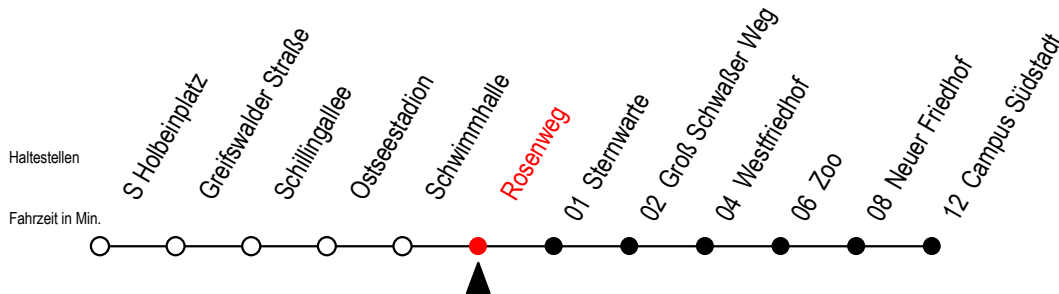 Haltestellen
Fahrzeit in Min.
S Holbeinplatz
Greifswalder Straße
Schillingallee
Ostseestadion
Schwimmhalle
Rosenweg
01 Sternwarte
02 Groß Schwaßer Weg
04 Westfriedhof
06 Zoo
08 Neuer Friedhof
12 Campus Südstadt